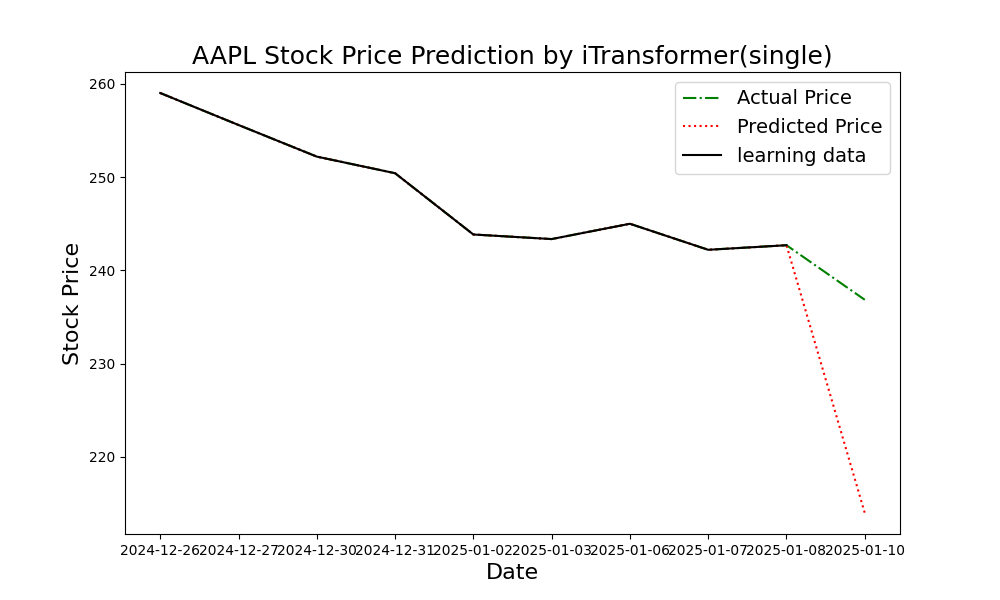 AAPL Stock Price Prediction by iTransformer(single)
Actual Price
Predicted Price
learning data
Stock Price
260
250
240
230
220
2024-12-26 2024-12-27 2024-12-30 2024-12-31 2025-01-02 2025-01-03 2025-01-06 2025-01-07 2025-01-08 2025-01-10
Date